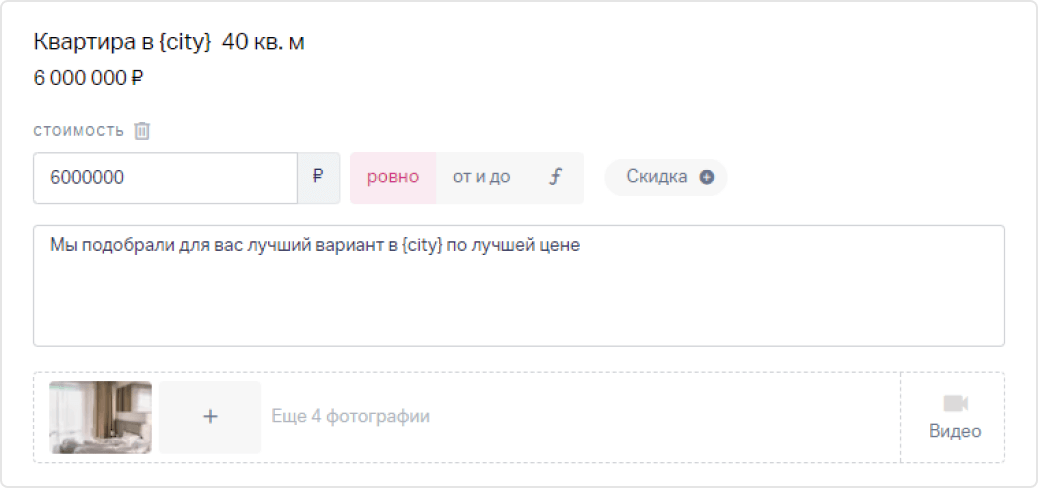 Квартира в {city}  40 кв. м
6 000 000 ₽
СТОИМОСТЬ
6000000 ₽ ровно от и до ƒ Скидка
Мы подобрали для вас лучший вариант в {city} по лучшей цене
+ Еще 4 фотографии
Видео